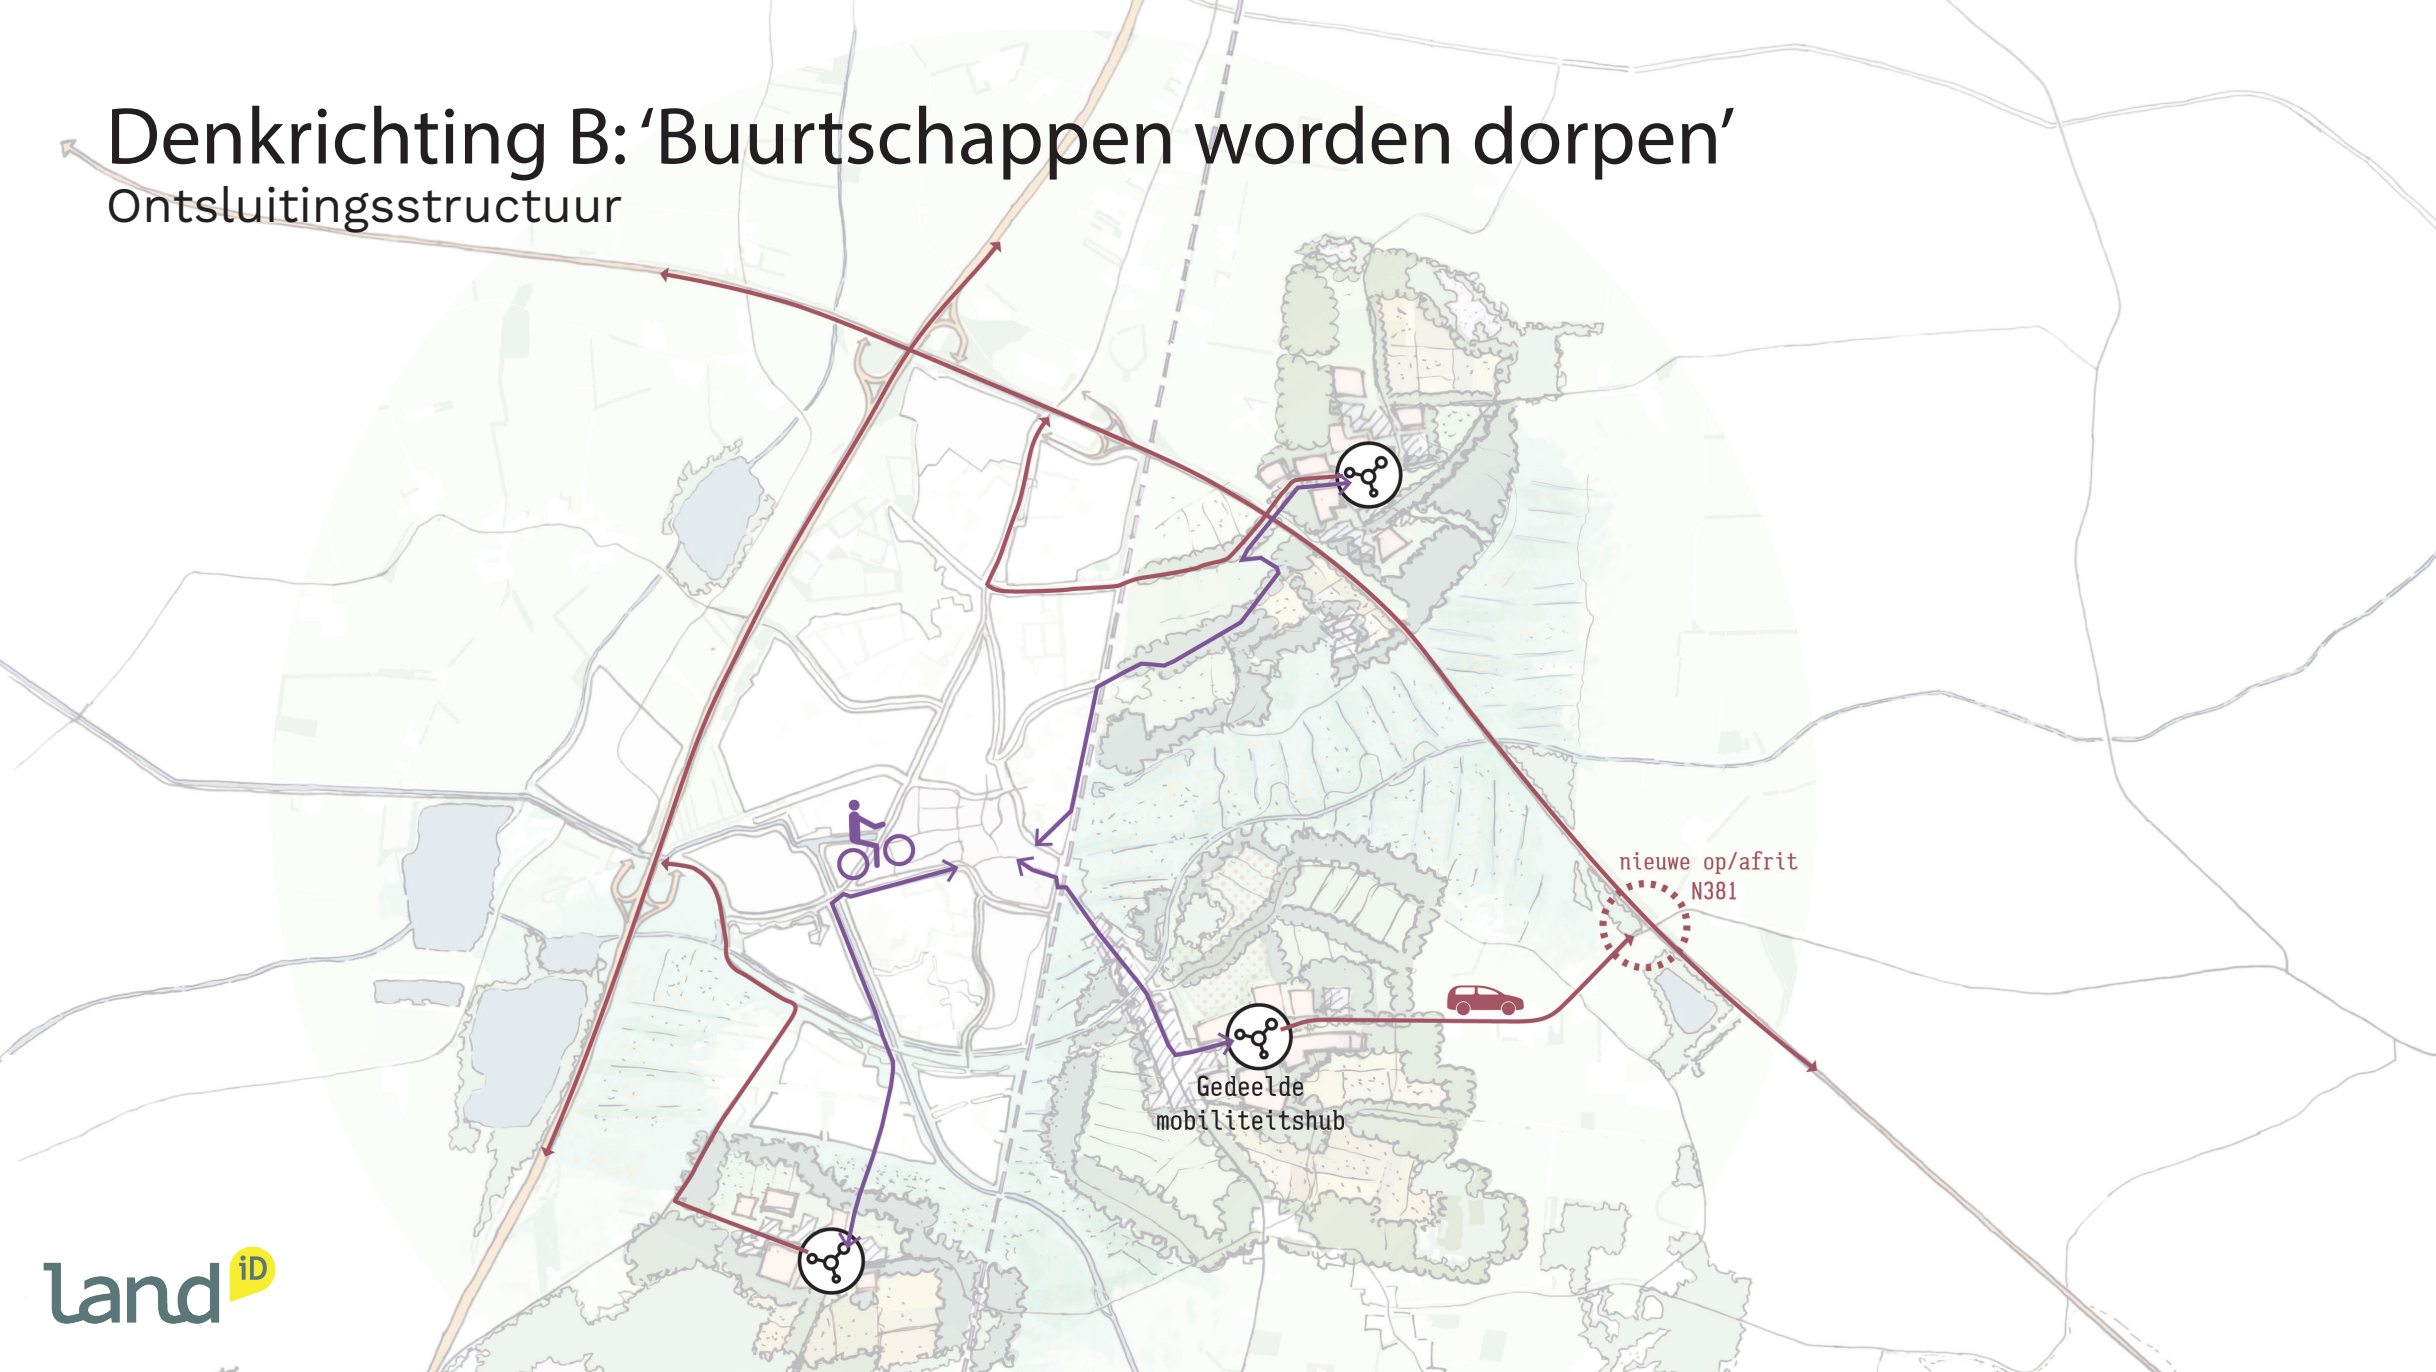 Denkrichting B: ‘Buurtschappen worden dorpen’
Ontsluitingsstructuur
nieuwe op/afrit
N381
Gedeelde
mobiliteitshub
land iD